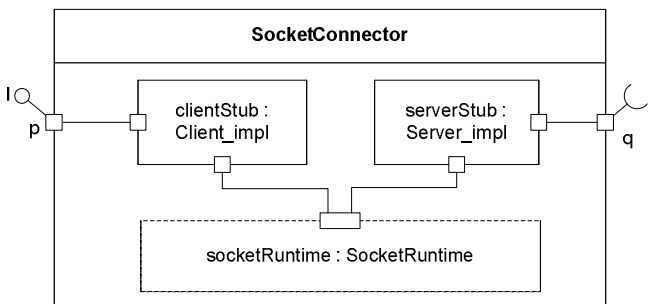 SocketConnector
I
p
clientStub :
Client_impl
serverStub :
Server_impl
q
socketRuntime : SocketRuntime